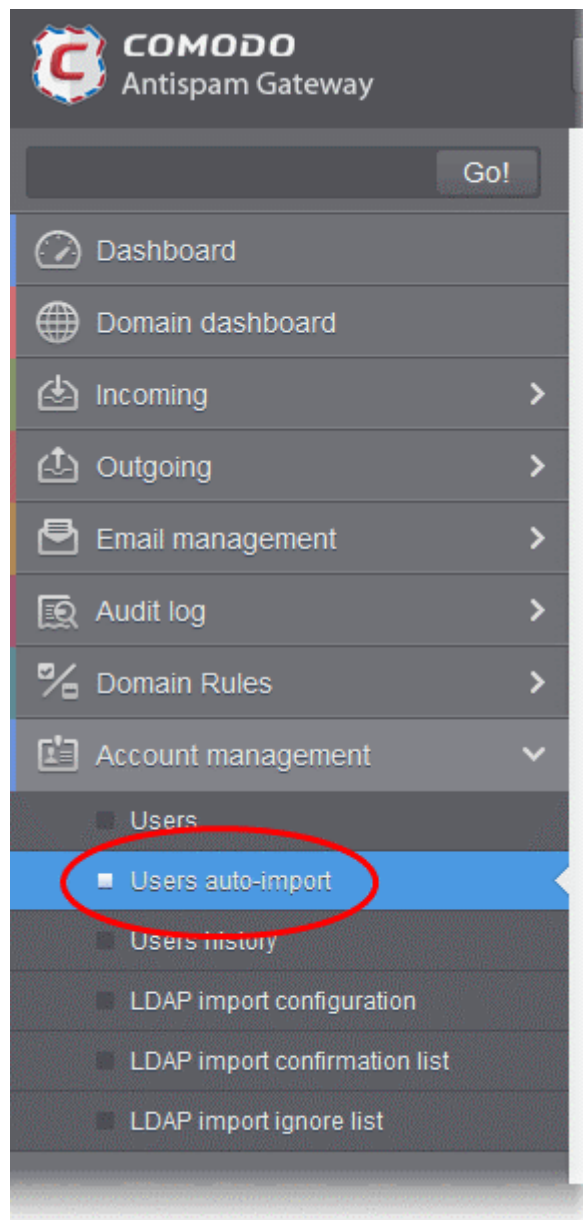 COMODO
Antispam Gateway
Go!
Dashboard
Domain dashboard
Incoming
Outgoing
Email management
Audit log
Domain Rules
Account management
Users
Users auto-import
Users history
LDAP import configuration
LDAP import confirmation list
LDAP import ignore list